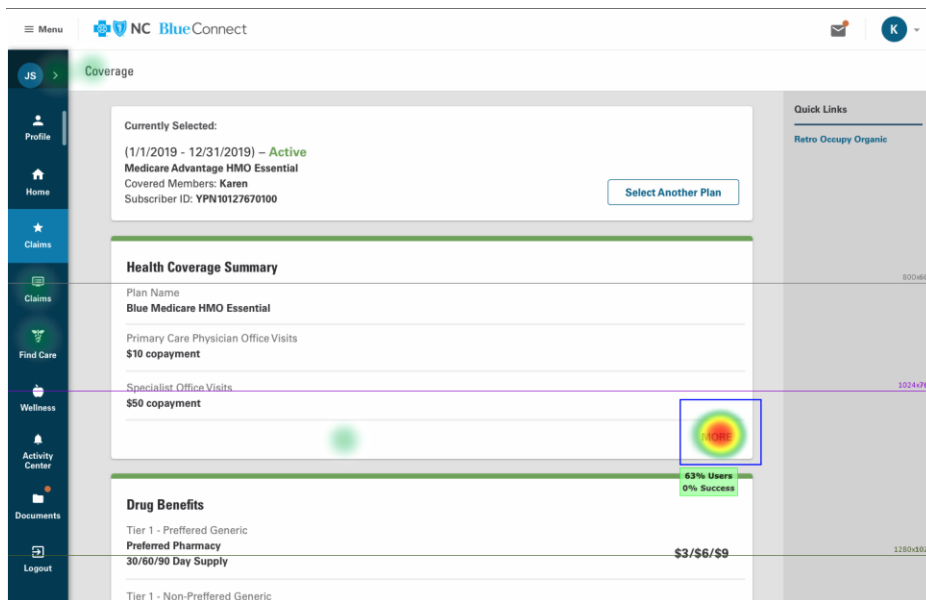 Menu
NC BlueConnect
K
JS
Coverage
Profile
Home
Claims
Claims
Find Care
Wellness
Activity
Center
Documents
Logout
Currently Selected:
(1/1/2019 - 12/31/2019) – Active
Medicare Advantage HMO Essential
Covered Members: Karen
Subscriber ID: YPN10127670100
Select Another Plan
Health Coverage Summary
Plan Name
Blue Medicare HMO Essential
Primary Care Physician Office Visits
$10 copayment
Specialist Office Visits
$50 copayment
MORE
63% Users
0% Success
Drug Benefits
Tier 1 - Preffered Generic
Preferred Pharmacy
30/60/90 Day Supply
$3/$6/$9
Tier 1 - Non-Preffered Generic
Quick Links
Retro Occupy Organic
800x60
1024x76
1280x102